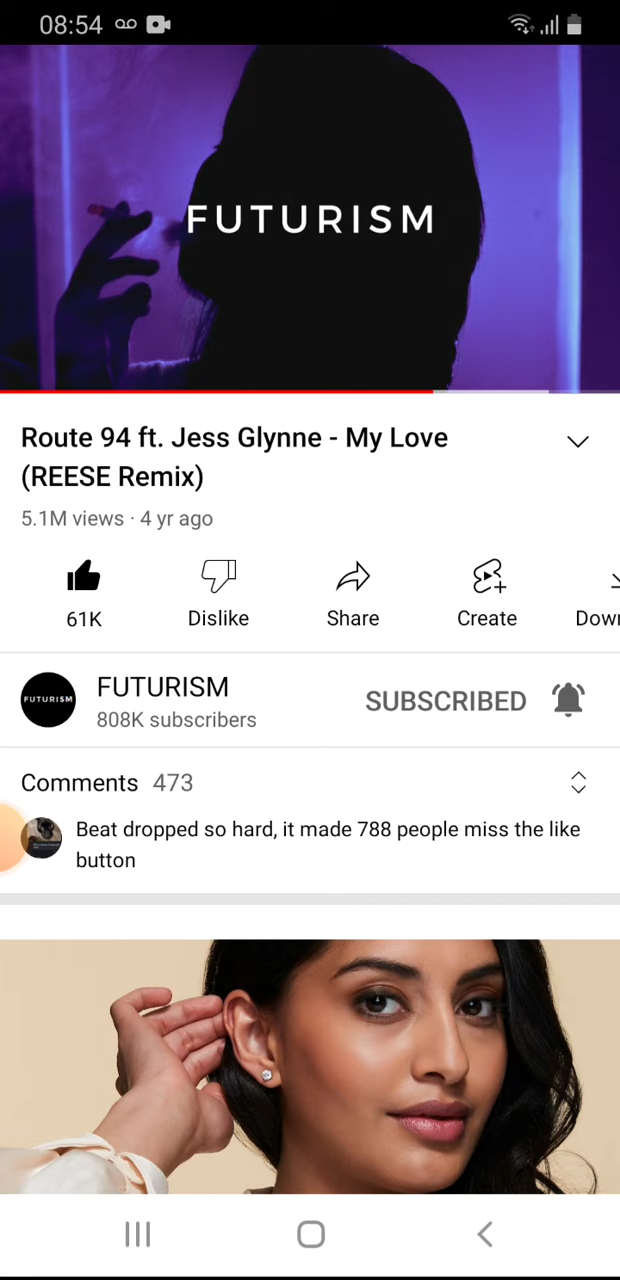 08:54
FUTURISM
Route 94 ft. Jess Glynne - My Love
(REESE Remix)
5.1M views · 4 yr ago
61K
Dislike
Share
Create
Dow
FUTURISM
FUTURISM
808K subscribers
SUBSCRIBED
Comments 473
Beat dropped so hard, it made 788 people miss the like
button